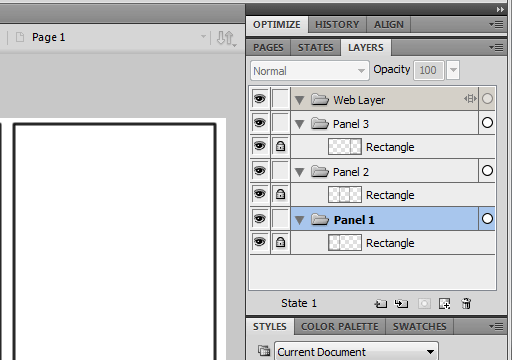 OPTIMIZE HISTORY ALIGN
Page 1
PAGES STATES LAYERS
Normal Opacity 100
Web Layer
Panel 3
Rectangle
Panel 2
Rectangle
Panel 1
Rectangle
State 1
STYLES COLOR PALETTE SWATCHES
Current Document